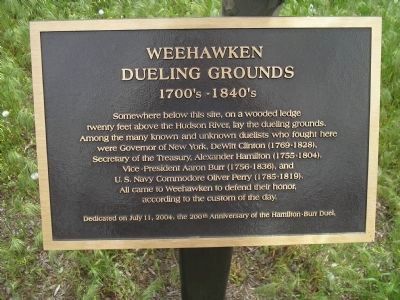 WEEHAWKEN
DUELING GROUNDS
1700's - 1840's
Somewhere below this site, on a wooded ledge
twenty feet above the Hudson River, lay the dueling grounds.
Among the many known and unknown duelists who fought here
were Governor of New York, DeWitt Clinton (1769-1828),
Secretary of the Treasury, Alexander Hamilton (1755-1804),
Vice-President Aaron Burr (1756-1836), and
U.S. Navy Commodore Oliver Perry (1785-1819).
All came to Weehawken to defend their honor,
according to the custom of the day.
Dedicated on July 11, 2004, the 200th Anniversary of the Hamilton-Burr Duel.